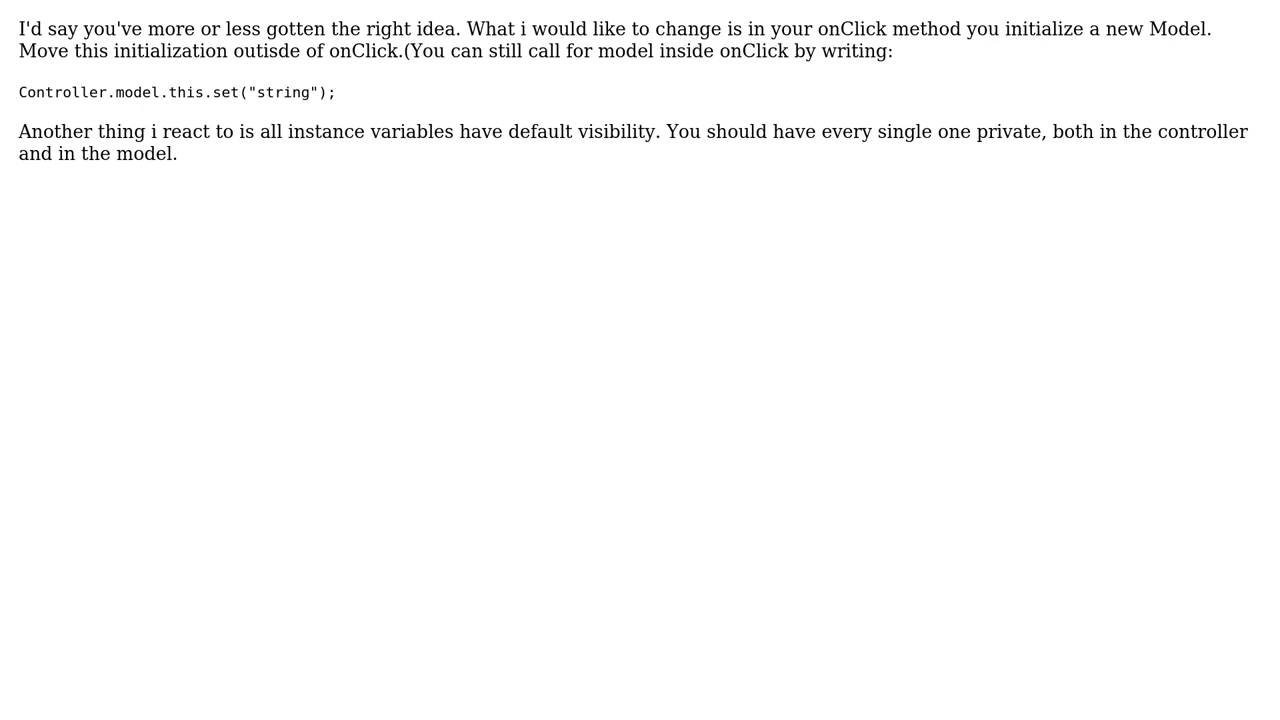 I'd say you've more or less gotten the right idea. What i would like to change is in your onClick method you initialize a new Model.
Move this initialization outisde of onClick.(You can still call for model inside onClick by writing:
Controller.model.this.set("string");
Another thing i react to is all instance variables have default visibility. You should have every single one private, both in the controller
and in the model.